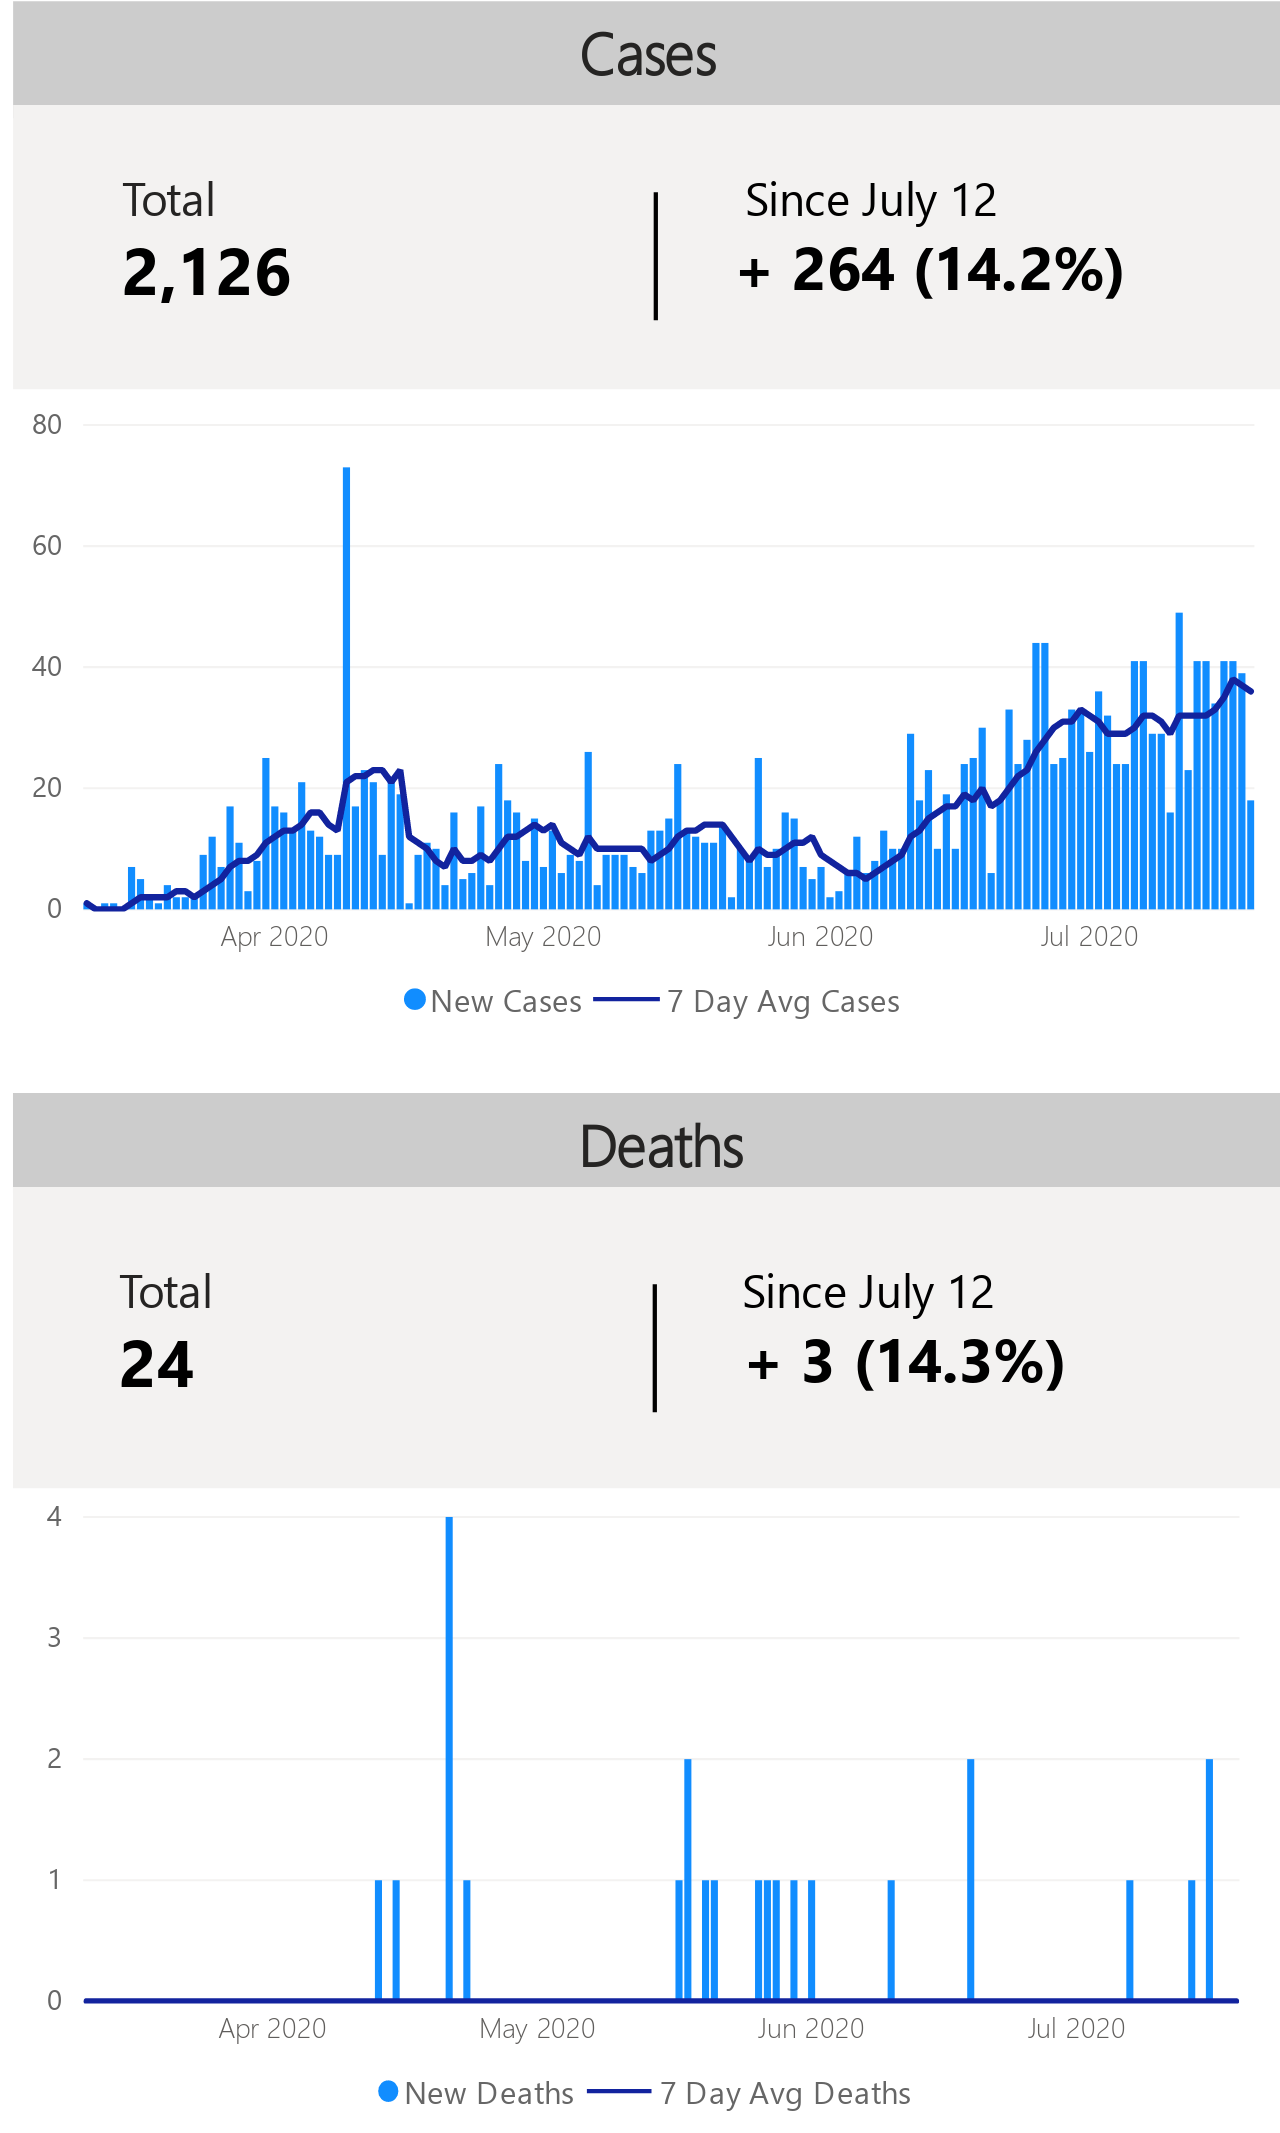 Cases
Total
Since July 12
2,126
+ 264 (14.2%)
80
60
40
20
0
Apr 2020
May 2020
Jun 2020
Jul 2020
New Cases
7 Day Avg Cases
Deaths
Total
Since July 12
24
+ 3 (14.3%)
4
3
2
1
0
Apr 2020
May 2020
Jun 2020
Jul 2020
New Deaths
7 Day Avg Deaths